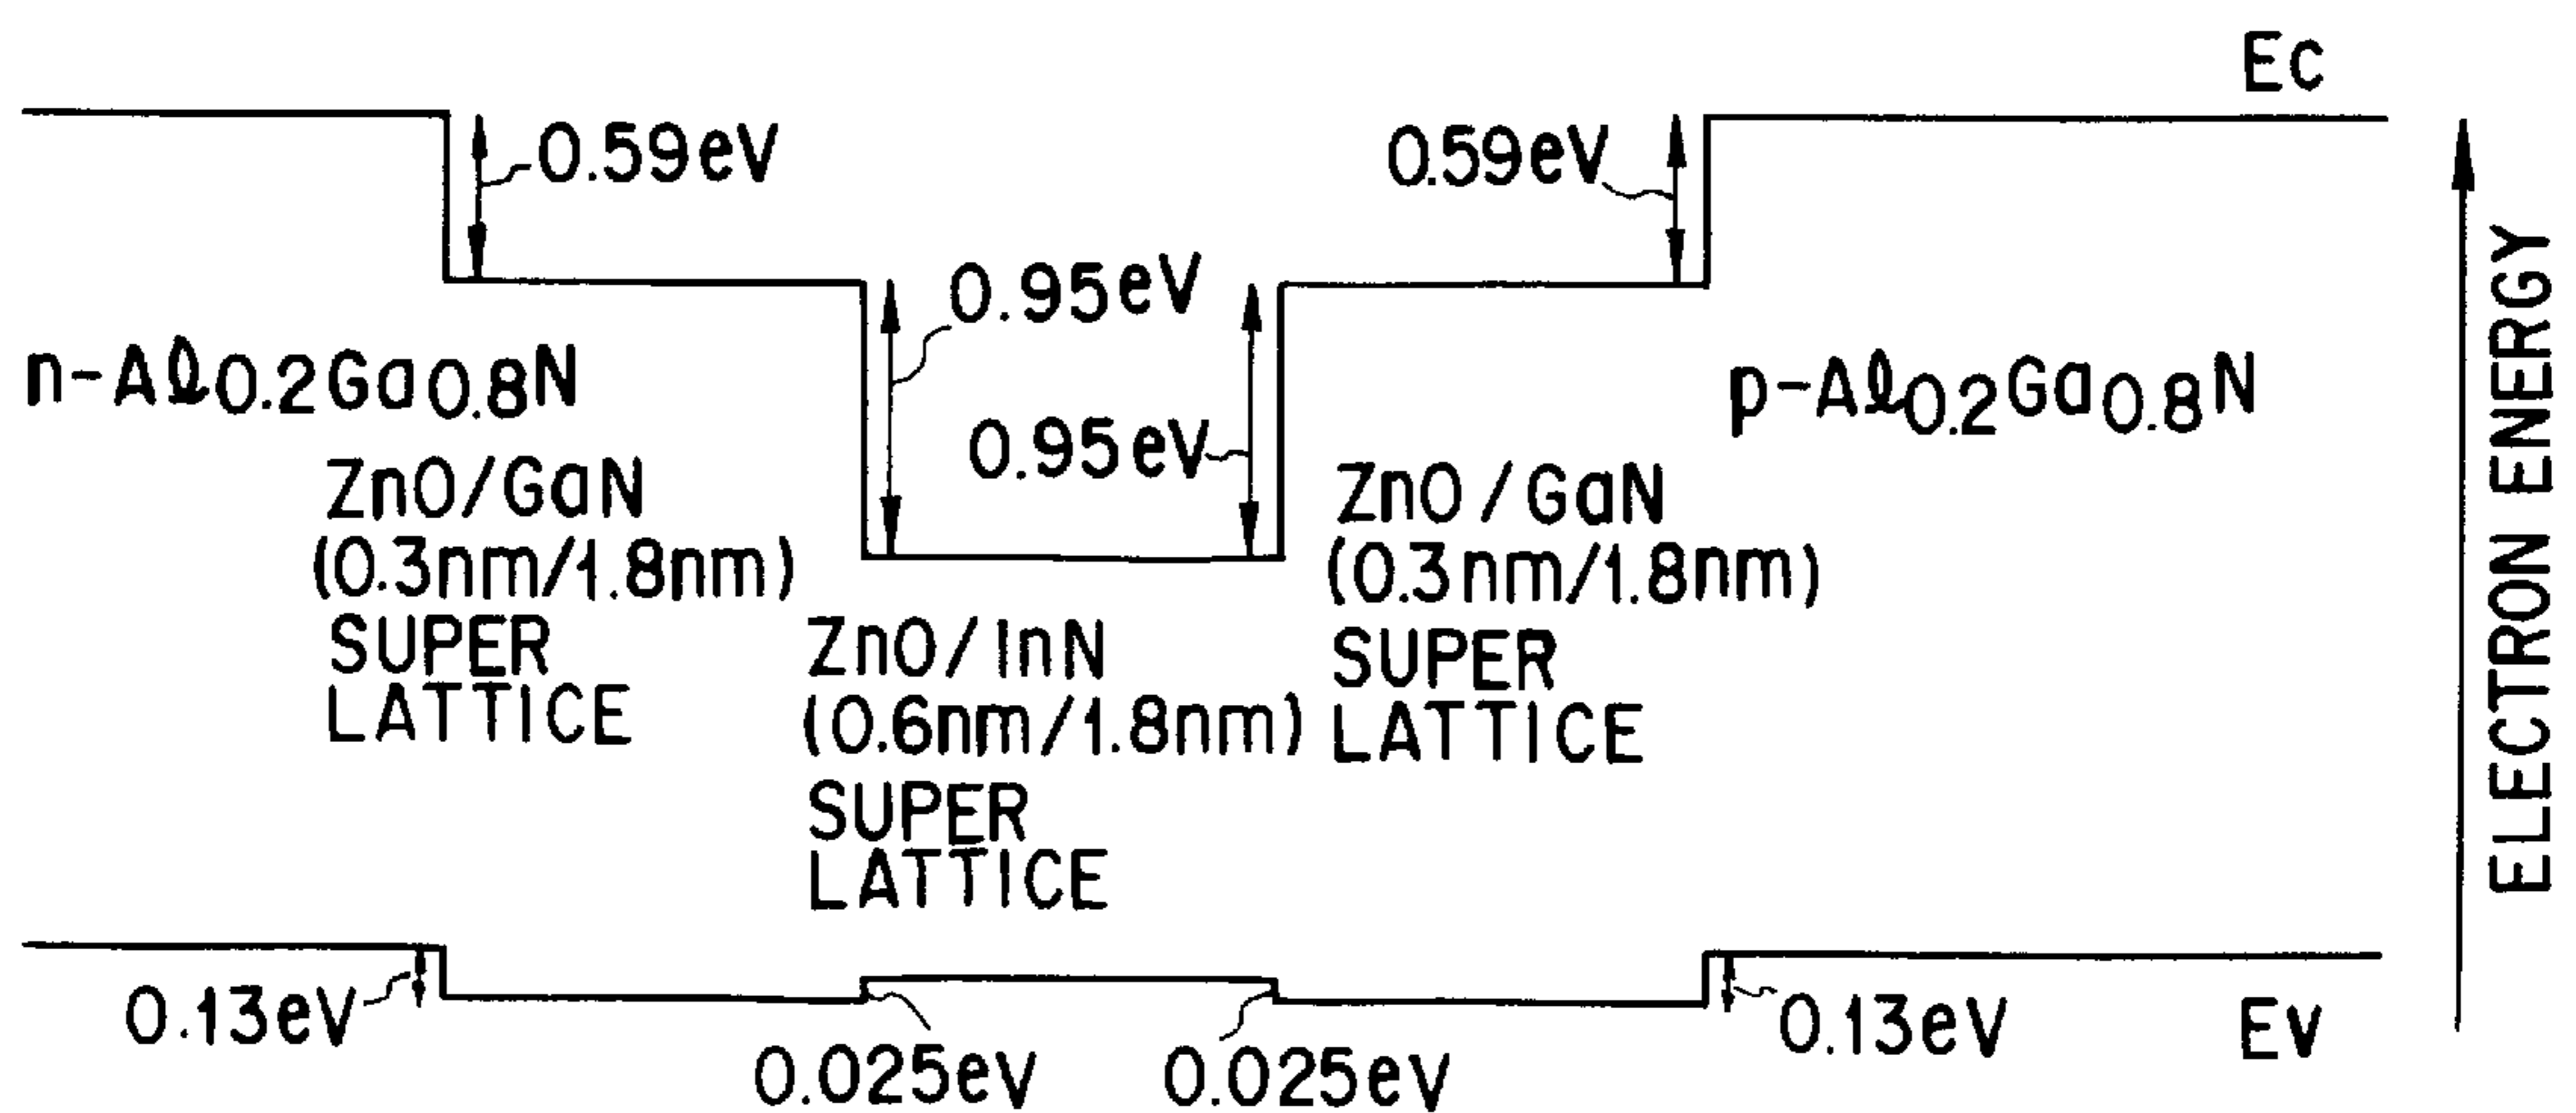 Ec
0.59eV
0.59eV
0.95eV
0.95eV
n-Aℓ0.2Ga0.8N
p-Aℓ0.2Ga0.8N
ZnO/GaN
(0.3nm/1.8nm)
SUPER
LATTICE
ZnO/InN
(0.6nm/1.8nm)
SUPER
LATTICE
ZnO/GaN
(0.3nm/1.8nm)
SUPER
LATTICE
ELECTRON ENERGY
0.13eV
0.025eV
0.025eV
0.13eV
Ev